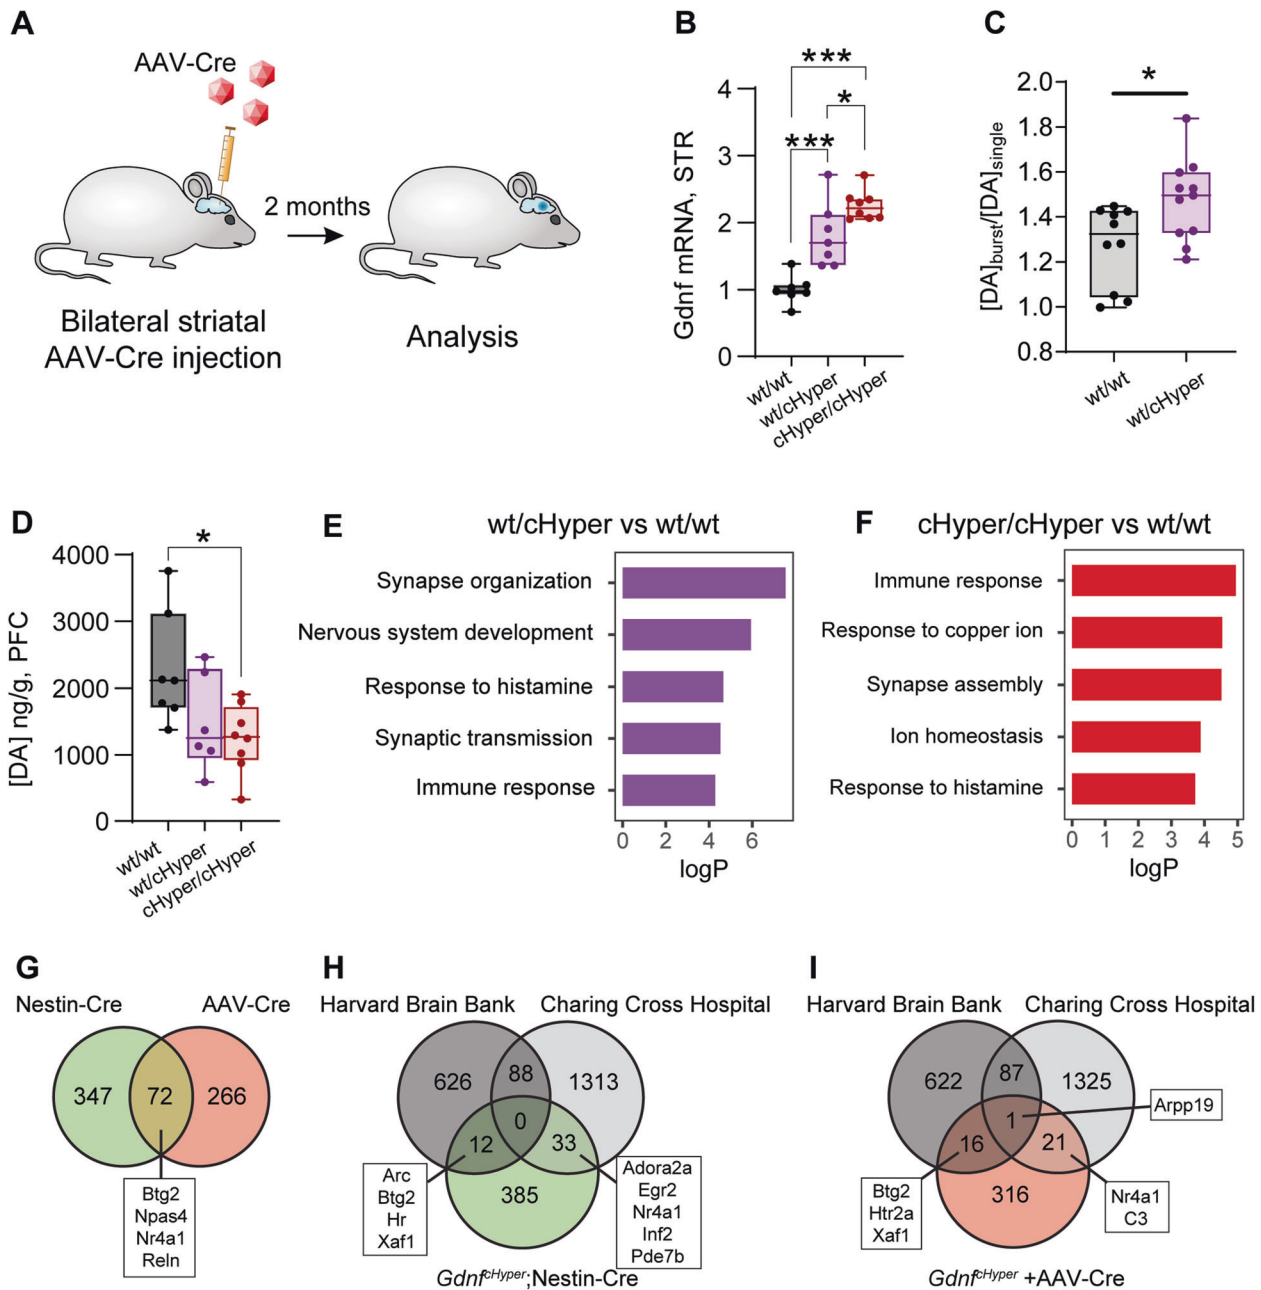 A
AAV-Cre
2 months
Bilateral striatal
AAV-Cre injection
Analysis
B
Gdnf mRNA, STR
4
3
2
1
0
***
*
***
wt/wt
wt/cHyper
cHyper/cHyper
C
[DA]burst/[DA]single
2.0
1.8
1.6
1.4
1.2
1.0
0.8
*
wt/wt
wt/cHyper
D
[DA] ng/g, PFC
4000
3000
2000
1000
0
*
wt/wt
wt/cHyper
cHyper/cHyper
E
wt/cHyper vs wt/wt
Synapse organization
Nervous system development
Response to histamine
Synaptic transmission
Immune response
0 2 4 6
logP
F
cHyper/cHyper vs wt/wt
Immune response
Response to copper ion
Synapse assembly
Ion homeostasis
Response to histamine
0 1 2 3 4 5
logP
G
Nestin-Cre AAV-Cre
347 72 266
Btg2
Npas4
Nr4a1
Reln
H
Harvard Brain Bank Charing Cross Hospital
626 88 1313
0
12 33
385
Arc
Btg2
Hr
Xaf1
Adora2a
Egr2
Nr4a1
Inf2
Pde7b
GdnfcHyper;Nestin-Cre
I
Harvard Brain Bank Charing Cross Hospital
622 87 1325
1
Arpp19
16 21
316
Btg2
Htr2a
Xaf1
Nr4a1
C3
GdnfcHyper +AAV-Cre